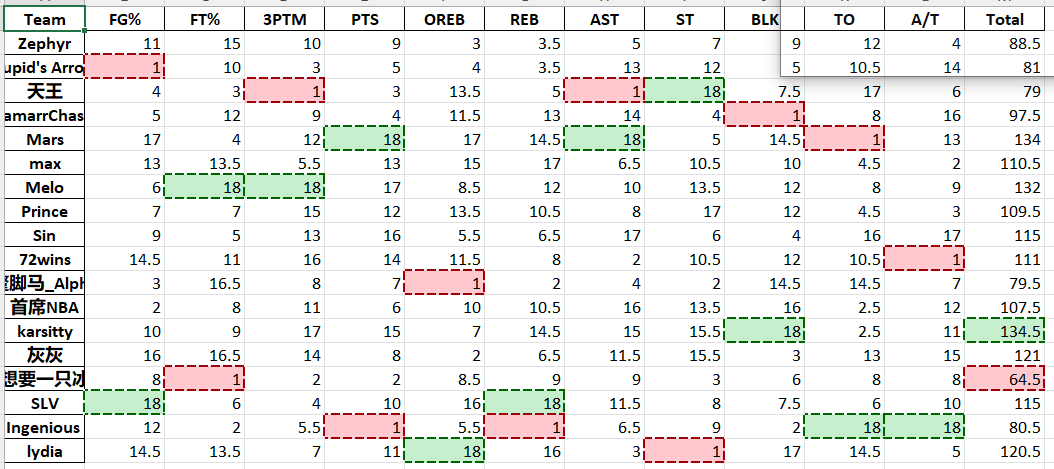 Team FG% FT% 3PTM PTS OREB REB AST ST BLK TO A/T Total
Zephyr 11 15 10 9 3 3.5 5 7 9 12 4 88.5
upid's Arro 1 10 3 5 4 3.5 13 12 5 10.5 14 81
天王 4 3 1 3 13.5 5 1 18 7.5 17 6 79
amarrChas 5 12 9 4 11.5 13 14 4 1 8 16 97.5
Mars 17 4 12 18 17 14.5 18 5 14.5 1 13 134
max 13 13.5 5.5 13 15 17 6.5 10.5 10 4.5 2 110.5
Melo 6 18 18 17 8.5 12 10 13.5 12 8 9 132
Prince 7 7 15 12 13.5 10.5 8 17 12 4.5 3 109.5
Sin 9 5 13 16 5.5 6.5 17 6 4 16 17 115
72wins 14.5 11 16 14 11.5 8 2 10.5 12 10.5 1 111
脚马_Alph 3 16.5 8 7 1 2 4 2 14.5 14.5 7 79.5
首席NBA 2 8 11 6 10 10.5 16 13.5 16 2.5 12 107.5
karsitty 10 9 17 15 7 14.5 15 15.5 18 2.5 11 134.5
灰灰 16 16.5 14 8 2 6.5 11.5 15.5 3 13 15 121
想要一只冰 8 1 2 2 8.5 9 9 3 6 8 8 64.5
SLV 18 6 4 10 16 18 11.5 8 7.5 6 10 115
Ingenious 12 2 5.5 1 5.5 1 6.5 9 2 18 18 80.5
lydia 14.5 13.5 7 11 18 16 3 1 17 14.5 5 120.5